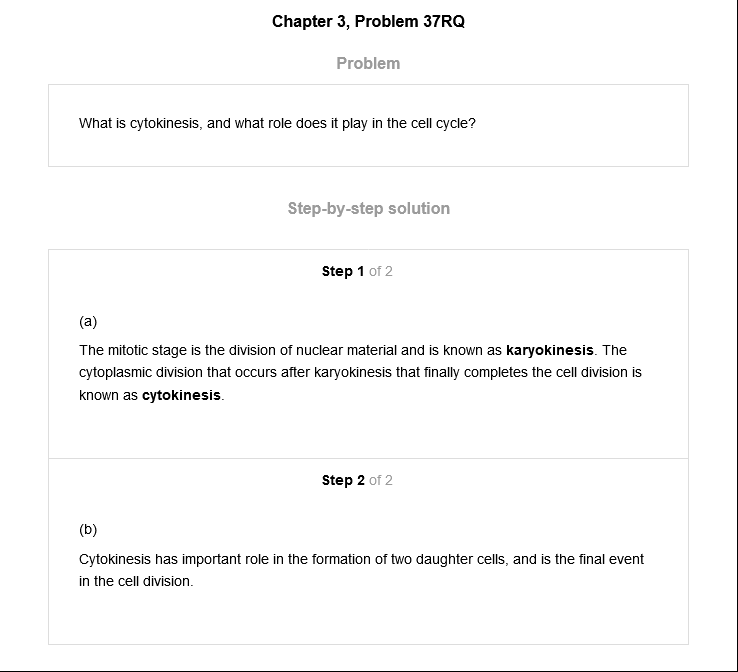 Chapter 3, Problem 37RQ
Problem
What is cytokinesis, and what role does it play in the cell cycle?
Step-by-step solution
Step 1 of 2
(a)
The mitotic stage is the division of nuclear material and is known as karyokinesis. The
cytoplasmic division that occurs after karyokinesis that finally completes the cell division is
known as cytokinesis.
Step 2 of 2
(b)
Cytokinesis has important role in the formation of two daughter cells, and is the final event
in the cell division.